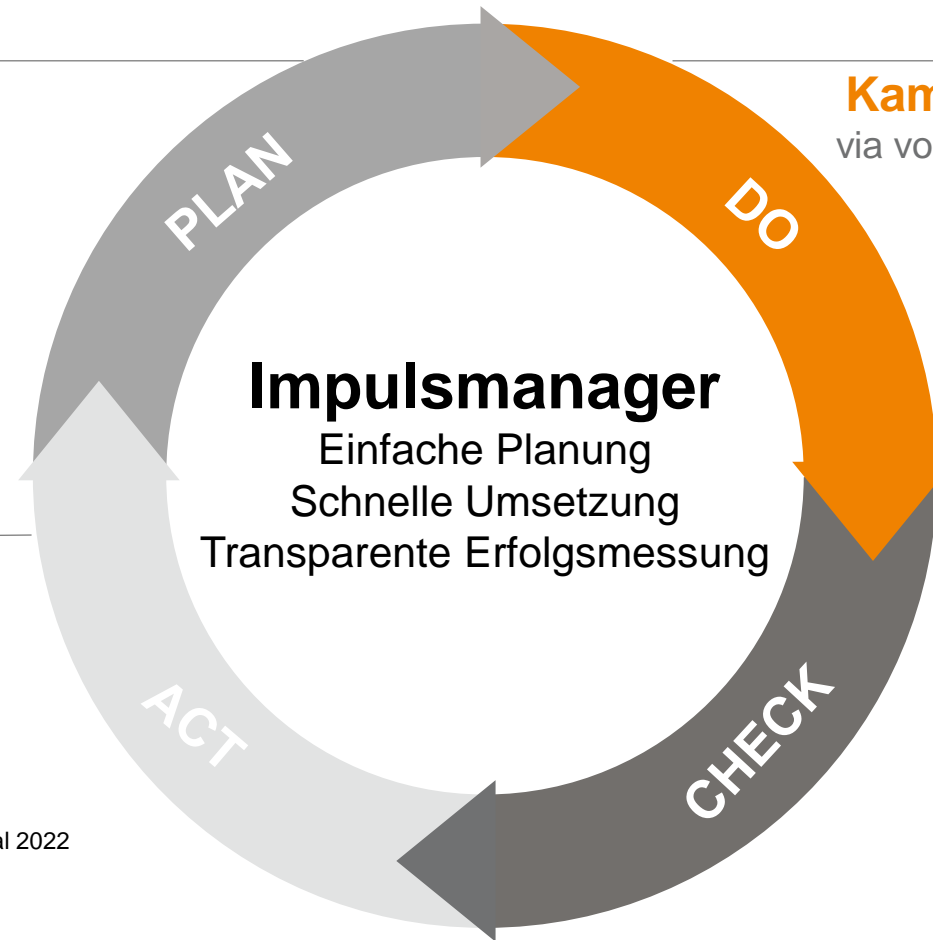 Kam
via vo
PLAN
DO
Impulsmanager
Einfache Planung
Schnelle Umsetzung
Transparente Erfolgsmessung
ACT
CHECK
al 2022